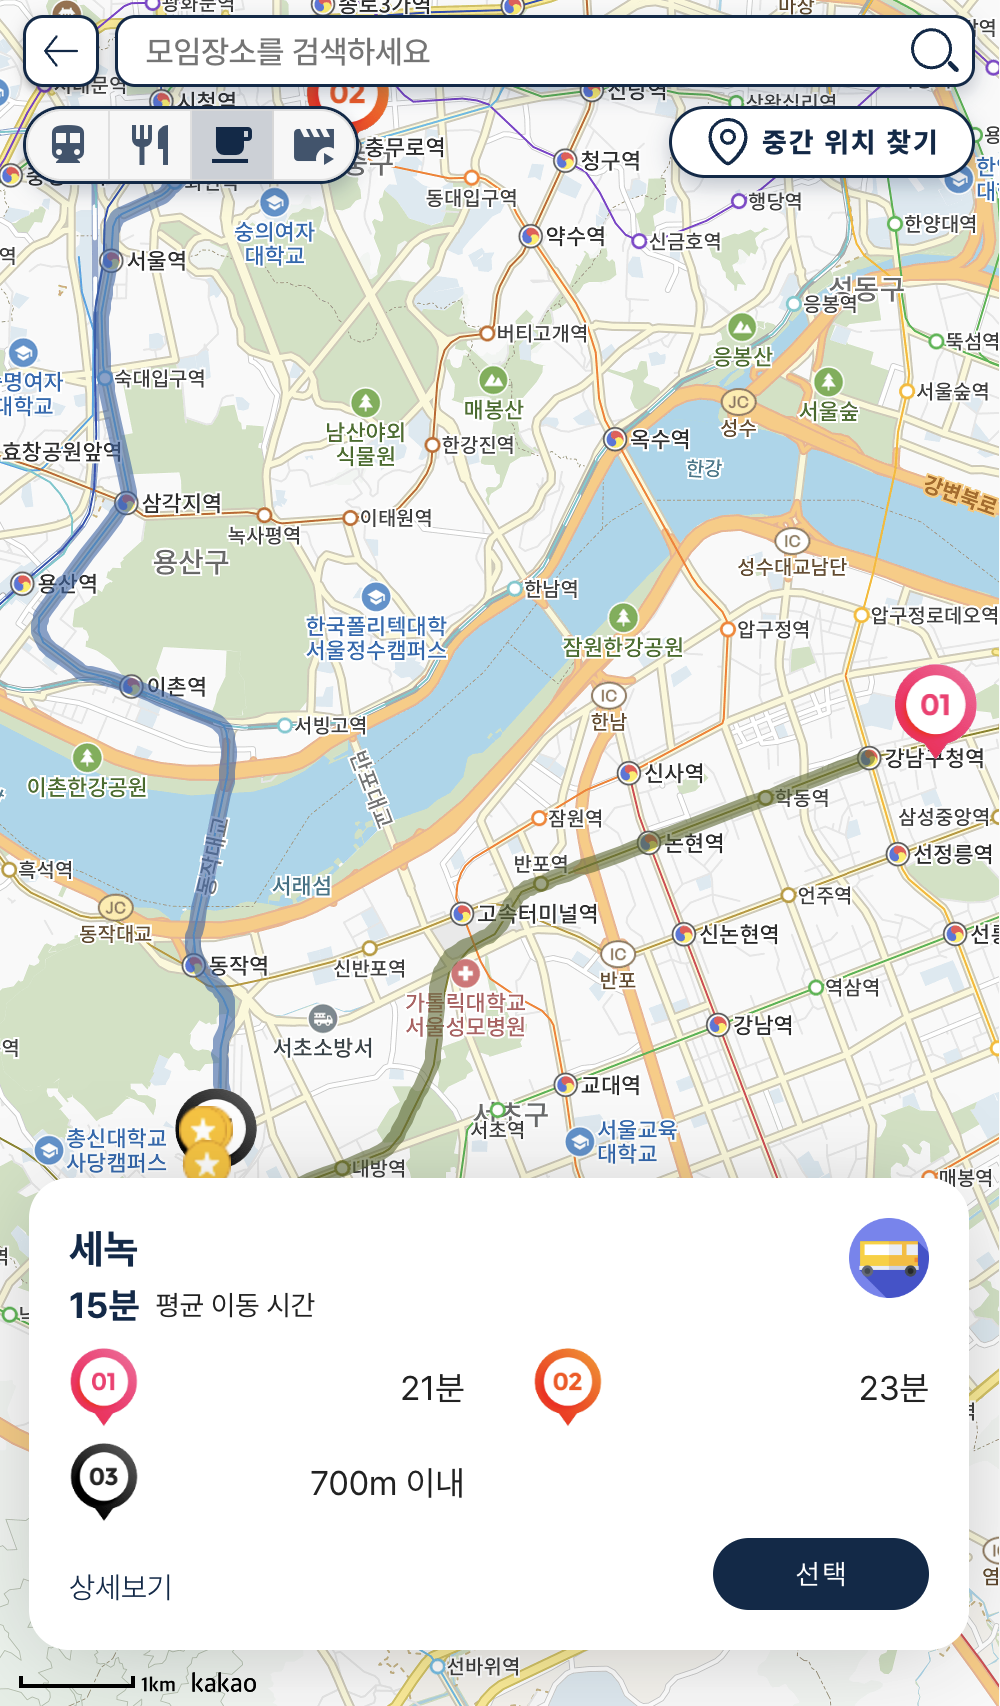 광화문역
종로3가역
마장
모임장소를 검색하세요
시청역
02
신당역
상왕십리역
충무로역
중구
청구역
중간 위치 찾기
동대입구역
행당역
한양대역
숭의여자
대학교
약수역
신금호역
서울역
성동구
응봉역
버티고개역
뚝섬역
응봉산
숙대입구역
매봉산
서울숲역
JC
서울숲
성수
남산야외
식물원
옥수역
한강진역
효창공원앞역
한강
강변북로
삼각지역
이태원역
녹사평역
IC
용산구
성수대교남단
용산역
한남역
한국폴리텍대학
서울정수캠퍼스
압구정로데오역
압구정역
잠원한강공원
이촌역
IC
01
한남
서빙고역
강남구청역
이촌한강공원
반포대교
신사역
학동역
잠원역
삼성중앙역
동작대교
논현역
선정릉역
반포역
흑석역
서래섬
언주역
JC
고속터미널역
동작대교
신논현역
IC
신반포역
동작역
반포
가톨릭대학교
서울성모병원
역삼역
강남역
서초소방서
교대역
서초구
서초역
총신대학교
사당캠퍼스
서울교육
대학교
내방역
매봉역
세녹
15분 평균 이동 시간
01 21분
02 23분
03 700m 이내
상세보기
선택
선바위역
1km kakao